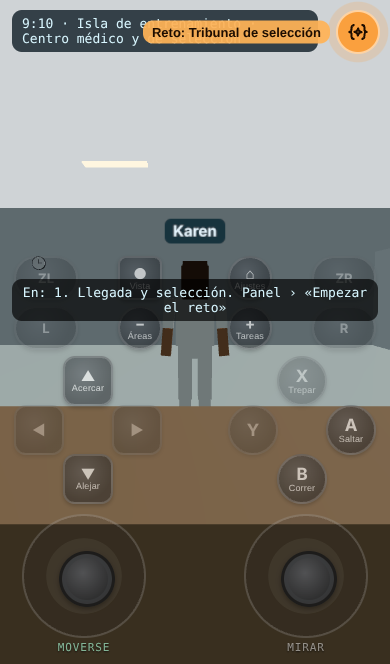 9:10 · Isla de
Centro médico y
Reto: Tribunal de selección
Karen
ZL
ZR
En: 1. Llegada y selección. Panel › «Empezar
el reto»
L
−
Áreas
+
Tareas
R
Acercar
X
Trepar
Y
A
Saltar
Alejar
B
Correr
MOVERSE
MIRAR